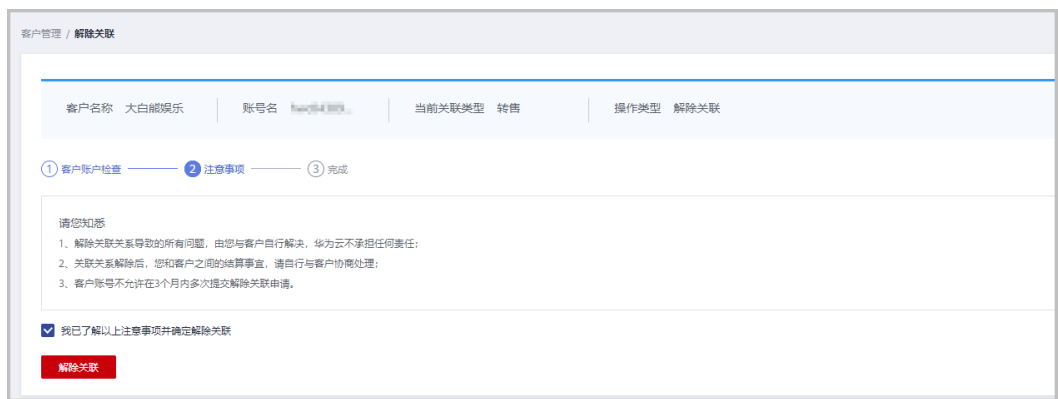 客户管理 / 解除关联
客户名称 大白熊娱乐 账号名 当前关联类型 转售 操作类型 解除关联
1 客户账户检查 2 注意事项 3 完成
请您知悉
1、解除关联关系导致的所有问题，由您与客户自行解决，华为云不承担任何责任；
2、关联关系解除后，您和客户之间的结算事宜，请自行与客户协商处理；
3、客户账号不允许在3个月内多次提交解除关联申请。
我已了解以上注意事项并确定解除关联
解除关联